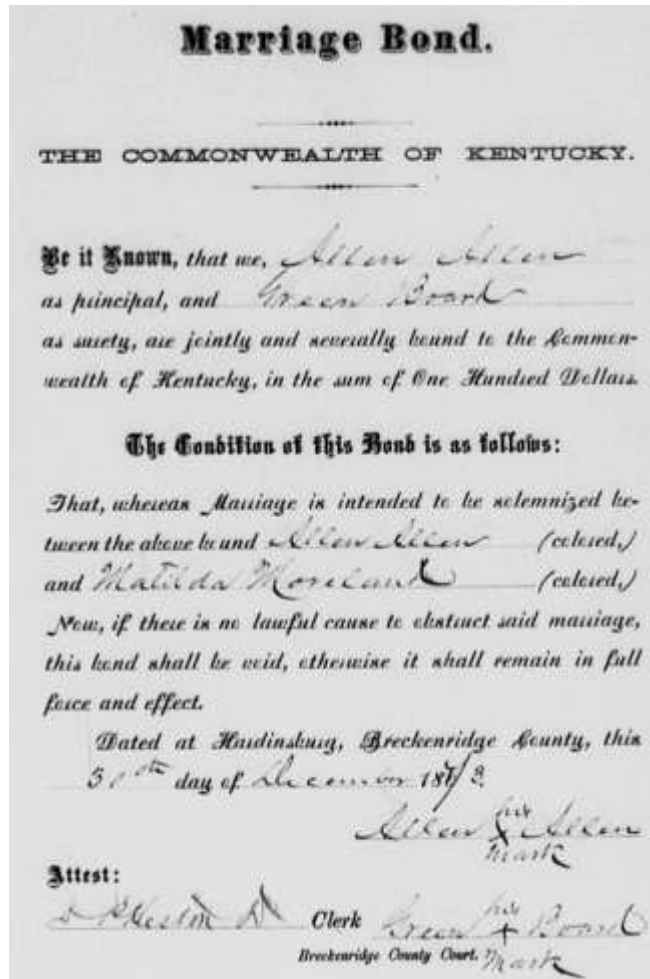 Marriage Bond.
THE COMMONWEALTH OF KENTUCKY.
Be it Known, that we, Allen Allen
as principal, and Green Board
as surety, are jointly and severally bound to the Common-
wealth of Kentucky, in the sum of One Hundred Dollars.
The Condition of this Bond is as follows:
That, whereas Marriage is intended to be solemnized be-
tween the above bound Allen Allen (colored,)
and Matilda Moreland (colored,)
Now, if there is no lawful cause to obstruct said marriage,
this bond shall be void, otherwise it shall remain in full
force and effect.
Dated at Hardinsburg, Breckenridge County, this
30th day of December 1873.
Allen his X Allen
mark
Attest:
Clerk Green his + Board
Breckenridge County Court. Mark